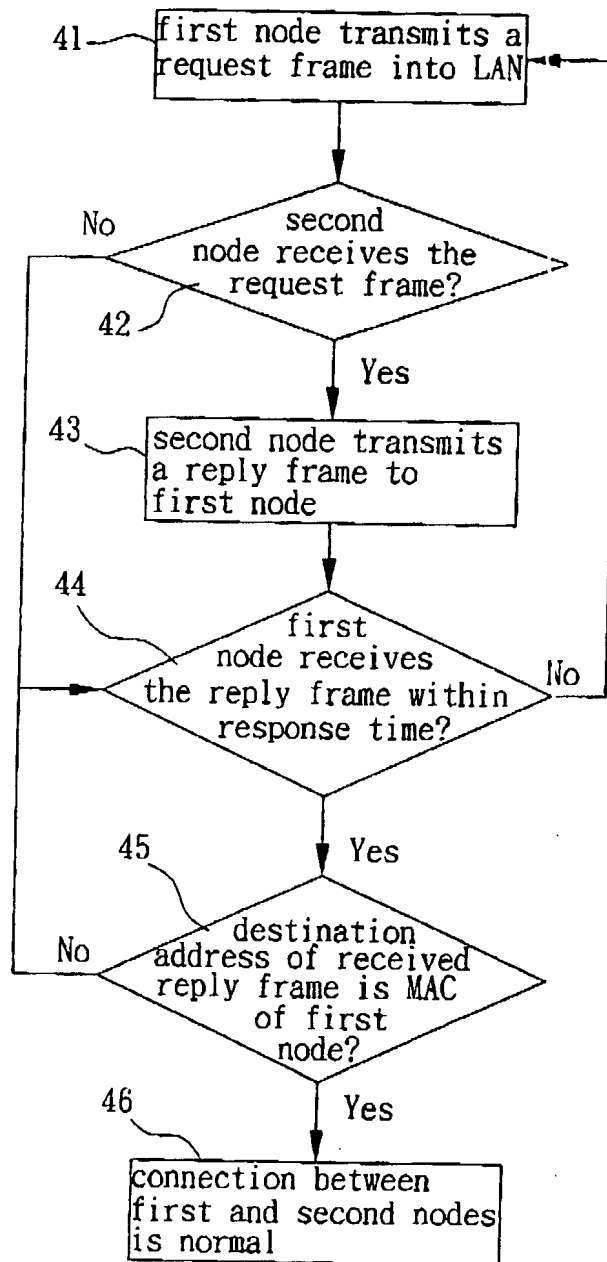 41
first node transmits a
request frame into LAN
No
second
node receives the
request frame?
42
Yes
43
second node transmits
a reply frame to
first node
44
first
node receives
the reply frame within
response time?
No
Yes
45
No
destination
address of received
reply frame is MAC
of first
node?
46
Yes
connection between
first and second nodes
is normal